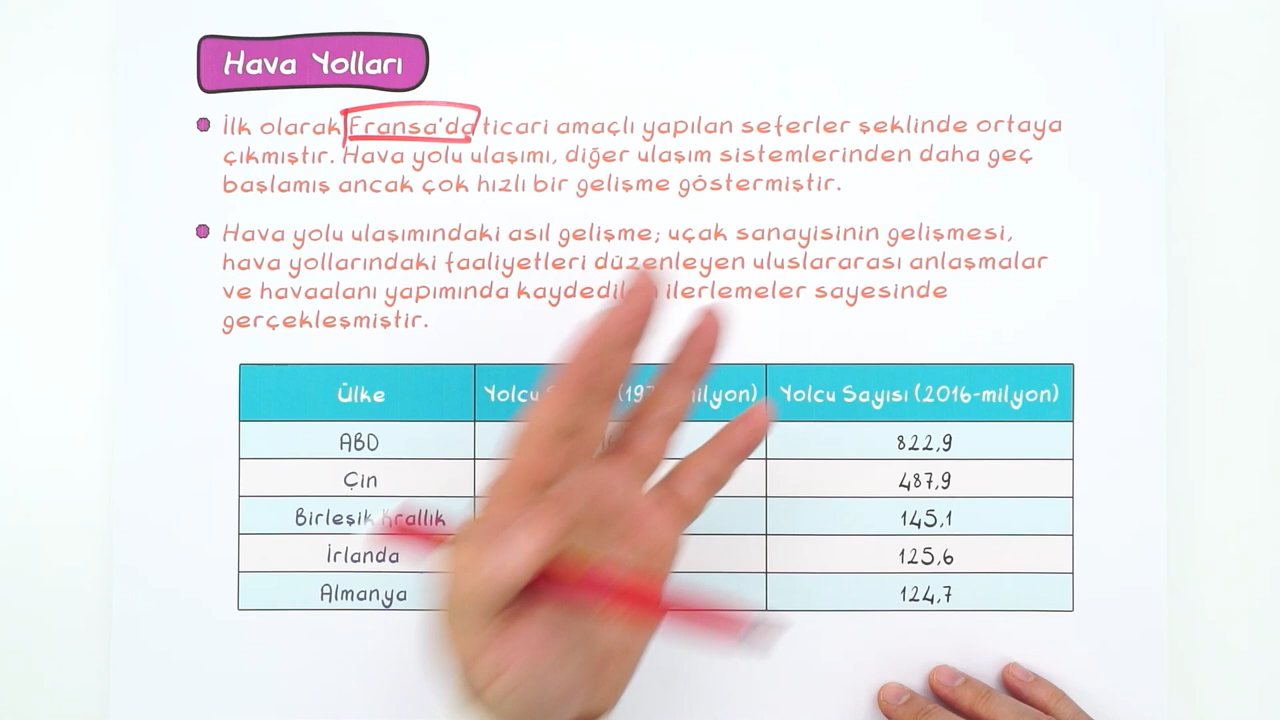 Hava Yolları
İlk olarak Fransa'da ticari amaçlı yapılan seferler şeklinde ortaya
çıkmıştır. Hava yolu ulaşımı, diğer ulaşım sistemlerinden daha geç
başlamış ancak çok hızlı bir gelişme göstermiştir.
Hava yolu ulaşımındaki asıl gelişme; uçak sanayisinin gelişmesi,
hava yollarındaki faaliyetleri düzenleyen uluslararası anlaşmalar
ve havaalanı yapımında ilerlemeler sayesinde
gerçekleşmiştir.
Ülke Yolcu Yolcu Sayısı (2016-milyon)
ABD 822,9
Çin 487,9
Birleşik Krallık 145,1
İrlanda 125,6
Almanya 124,7